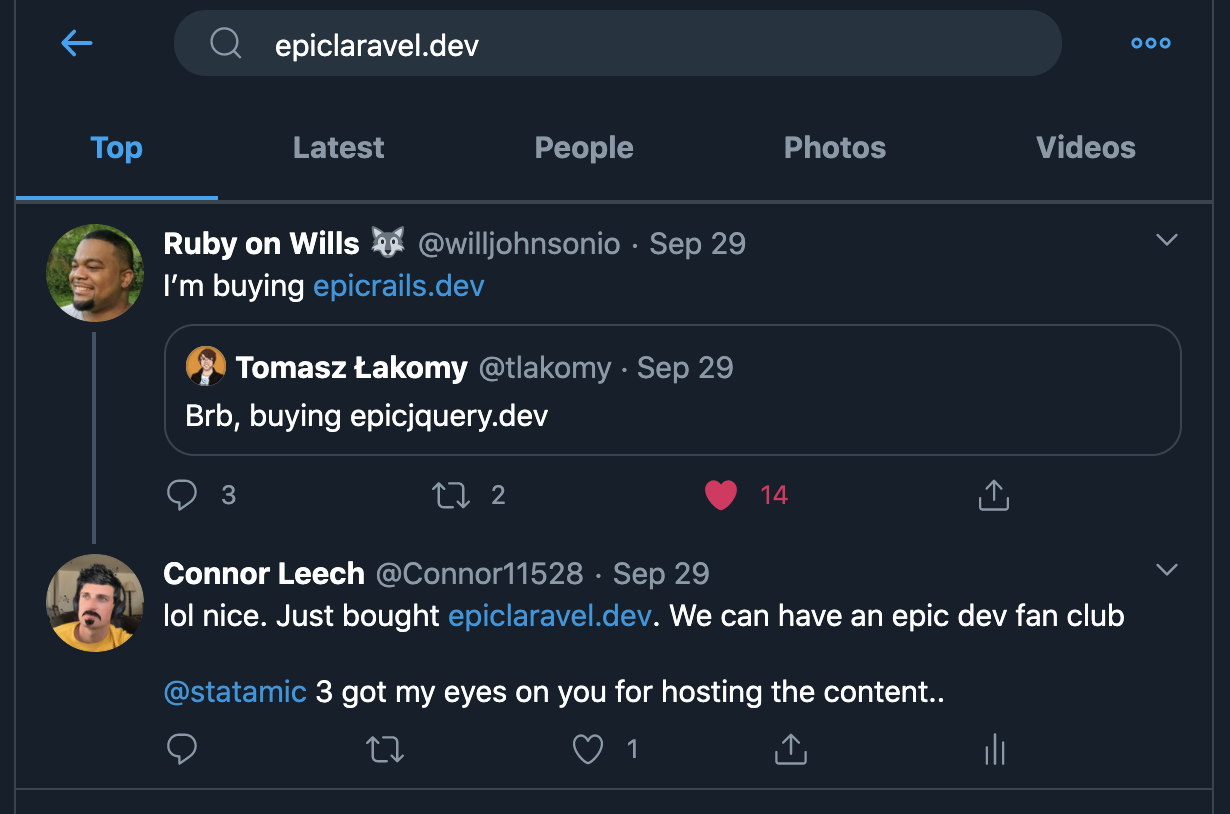 epiclaravel.dev
Top Latest People Photos Videos
Ruby on Wills 🐺 @willjohnsonio · Sep 29
I’m buying epicrails.dev
Tomasz Łakomy @tlakomy · Sep 29
Brb, buying epicjquery.dev
3 2 14
Connor Leech @Connor11528 · Sep 29
lol nice. Just bought epiclaravel.dev. We can have an epic dev fan club
@statamic 3 got my eyes on you for hosting the content..
1